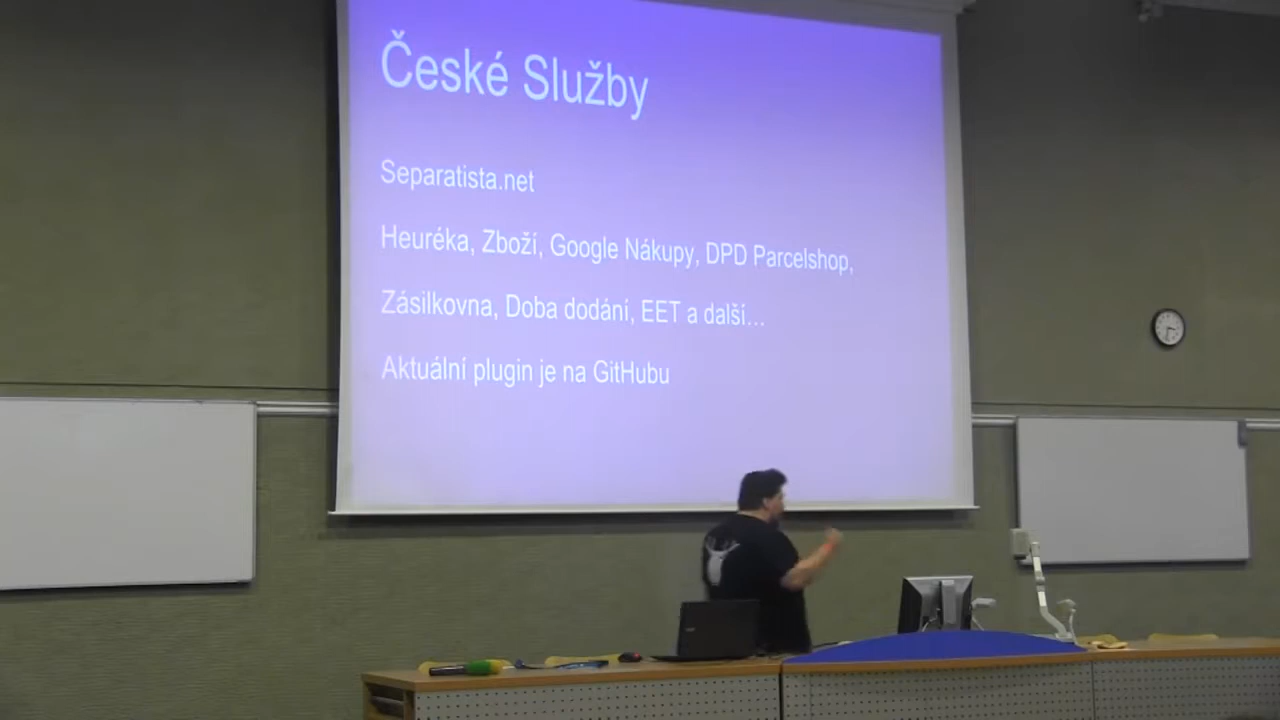 České Služby
Separatista.net
Heuréka, Zboží, Google Nákupy, DPD Parcelshop,
Zásilkovna, Doba dodání, EET a další...
Aktuální plugin je na GitHubu